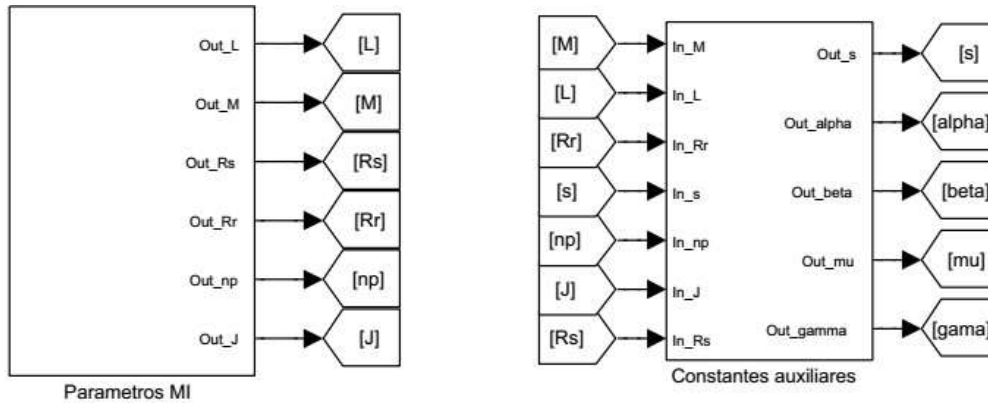 Out_L
[L]
Out_M
[M]
Out_Rs
[Rs]
Out_Rr
[Rr]
Out_np
[np]
Out_J
[J]
Parametros MI
[M]
In_M
[L]
In_L
[Rr]
In_Rr
[s]
In_s
[np]
In_np
[J]
In_J
[Rs]
In_Rs
Out_s
[s]
Out_alpha
[alpha]
Out_beta
[beta]
Out_mu
[mu]
Out_gamma
[gama]
Constantes auxiliares